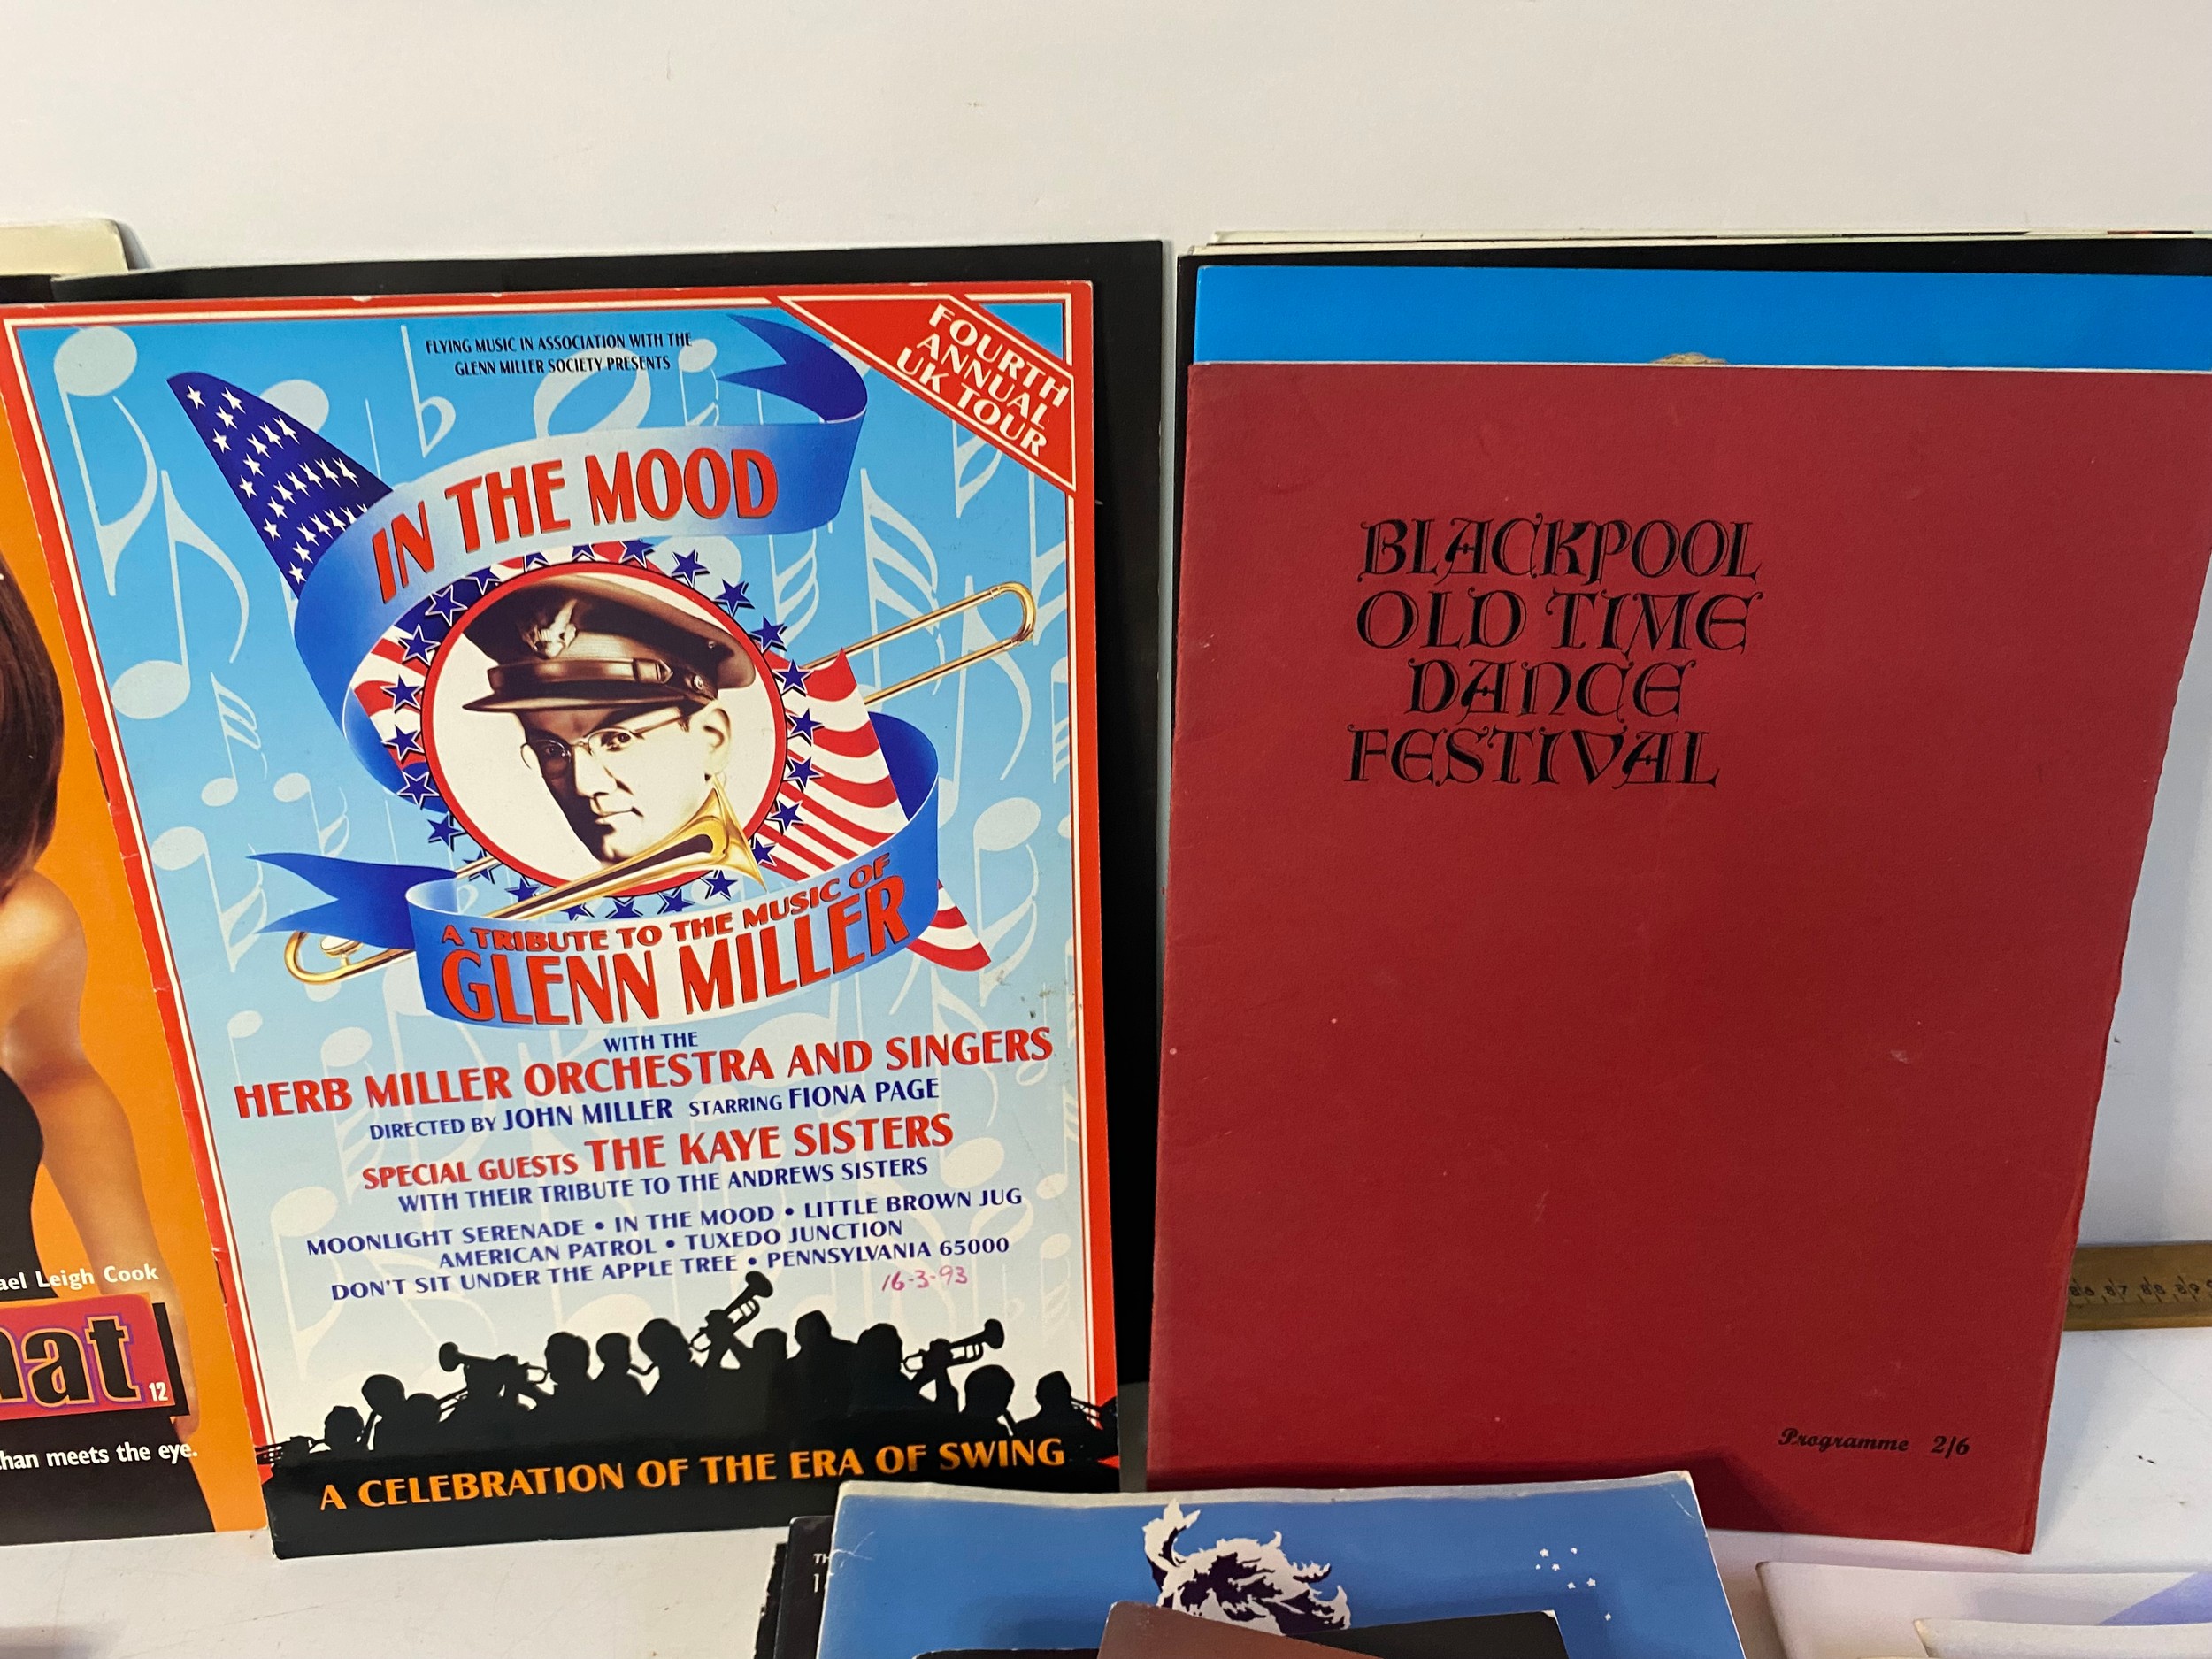 FLYING MUSIC IN ASSOCIATION WITH THE
GLENN MILLER SOCIETY PRESENTS
FOURTH
ANNUAL
UK TOUR
IN THE MOOD
A TRIBUTE TO THE MUSIC OF
GLENN MILLER
WITH THE
HERB MILLER ORCHESTRA AND SINGERS
DIRECTED BY JOHN MILLER STARRING FIONA PAGE
SPECIAL GUESTS THE KAYE SISTERS
WITH THEIR TRIBUTE TO THE ANDREWS SISTERS
MOONLIGHT SERENADE • IN THE MOOD • LITTLE BROWN JUG
AMERICAN PATROL • TUXEDO JUNCTION
DON'T SIT UNDER THE APPLE TREE • PENNSYLVANIA 65000
16-3-93
A CELEBRATION OF THE ERA OF SWING
BLACKPOOL
OLD TIME
DANCE
FESTIVAL
Programme 2/6
Leigh Cook
12
meets the eye.